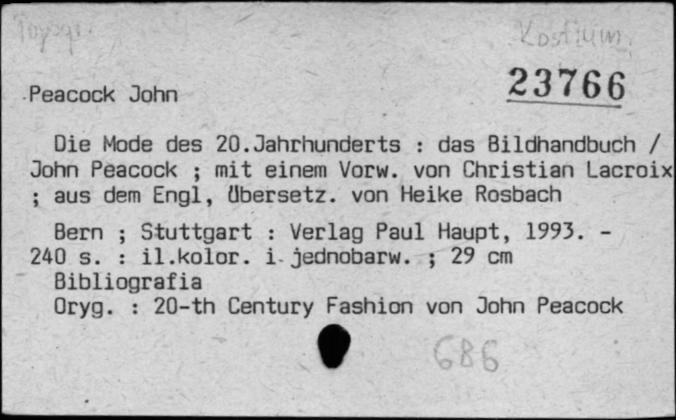 Kostium.
23766
Peacock John
Die Mode des 20.Jahrhunderts : das Bildhandbuch /
John Peacock ; mit einem Vorw. von Christian Lacroix
; aus dem Engl, Übersetz. von Heike Rosbach
Bern ; Stuttgart : Verlag Paul Haupt, 1993. -
240 s. : il.kolor. i jednobarw. ; 29 cm
Bibliografia
Oryg. : 20-th Century Fashion von John Peacock
686